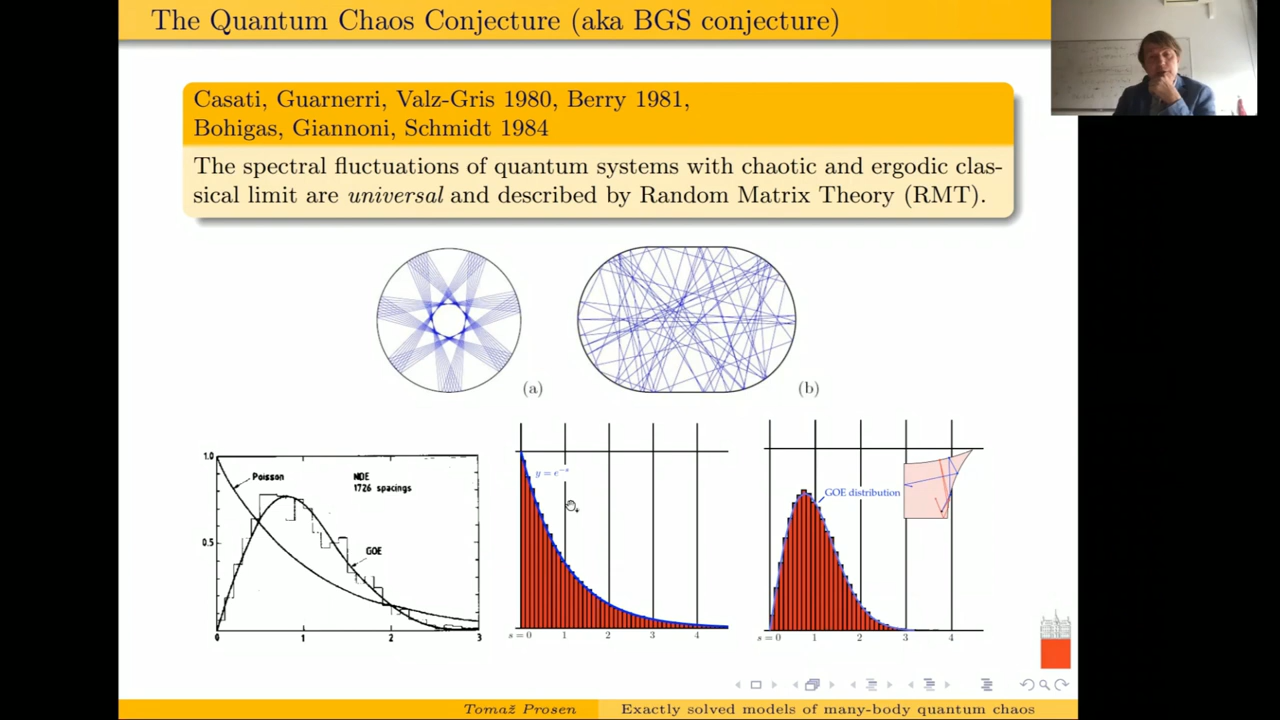 The Quantum Chaos Conjecture (aka BGS conjecture)
Casati, Guarnerri, Valz-Gris 1980, Berry 1981,
Bohigas, Giannoni, Schmidt 1984
The spectral fluctuations of quantum systems with chaotic and ergodic clas-
sical limit are universal and described by Random Matrix Theory (RMT).
(a)
(b)
1.0
Poisson
NDE
1726 spacings
0.5
GOE
0 1 2 3
y = e^{-s}
s = 0 1 2 3 4
GOE distribution
s = 0 1 2 3 4
Tomaž Prosen
Exactly solved models of many-body quantum chaos